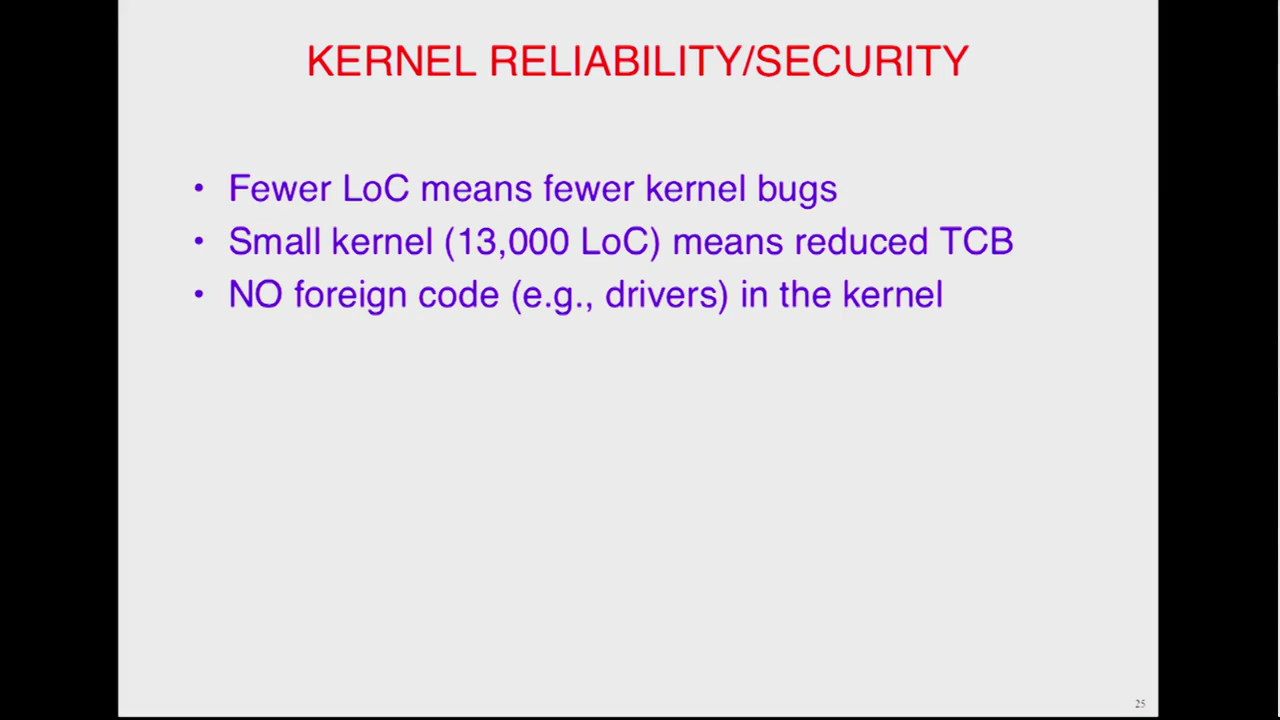 KERNEL RELIABILITY/SECURITY
• Fewer LoC means fewer kernel bugs
• Small kernel (13,000 LoC) means reduced TCB
• NO foreign code (e.g., drivers) in the kernel
25